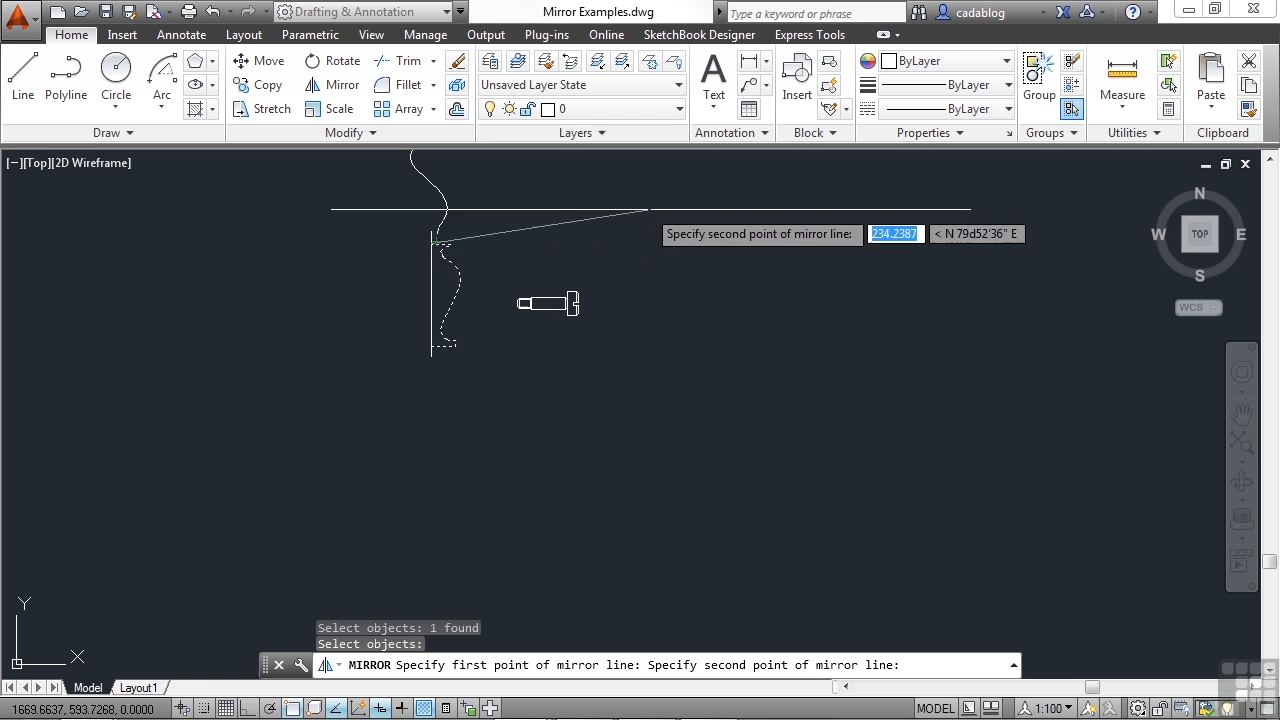 Drafting & Annotation
Mirror Examples.dwg
Type a keyword or phrase
cadablog
Home Insert Annotate Layout Parametric View Manage Output Plug-ins Online SketchBook Designer Express Tools
Line Polyline Circle Arc
Move Rotate Trim
Copy Mirror Fillet
Stretch Scale Array
Unsaved Layer State
0
Text
Insert
ByLayer
ByLayer
ByLayer
Group
Measure
Paste
Draw Modify Layers Annotation Block Properties Groups Utilities Clipboard
[−][Top][2D Wireframe]
N
W TOP E
S
WCS
Specify second point of mirror line: 234.2387 < N 79d52'36" E
Y
X
Select objects: 1 found
Select objects:
MIRROR Specify first point of mirror line: Specify second point of mirror line:
Model Layout1
1669.6637, 593.7268, 0.0000
MODEL
1:100